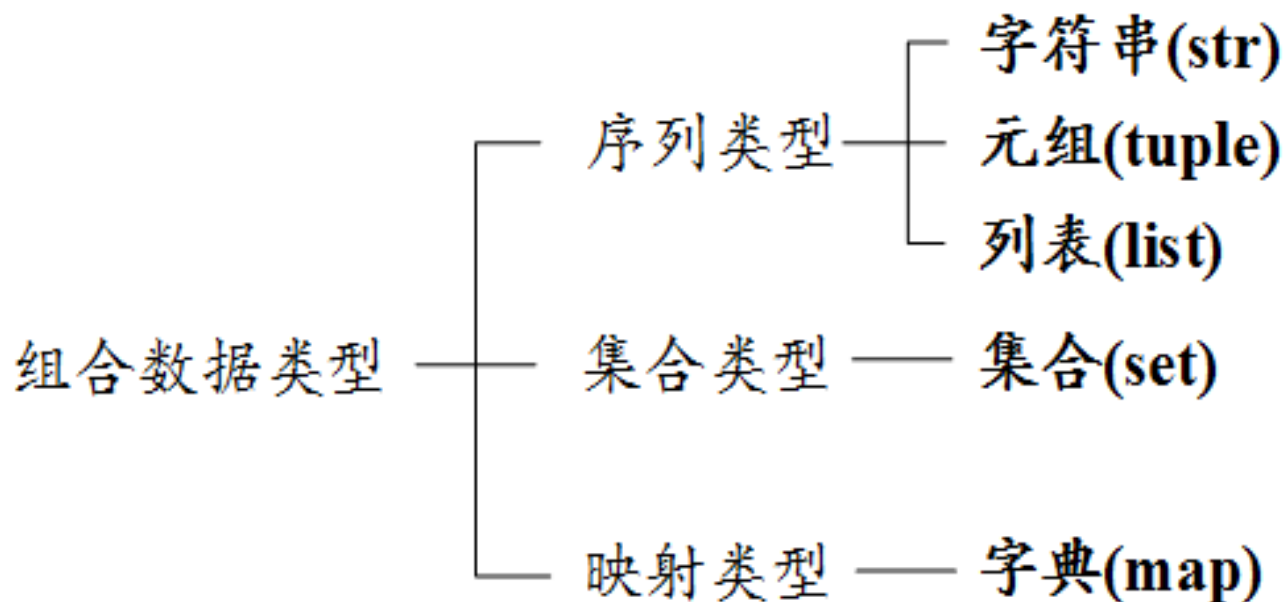 组合数据类型
序列类型
字符串(str)
元组(tuple)
列表(list)
集合类型
集合(set)
映射类型
字典(map)